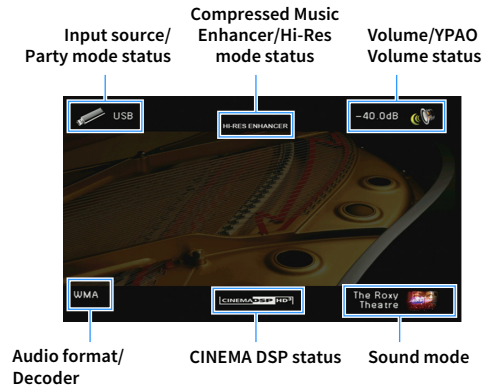 Input source/
Party mode status
Compressed Music
Enhancer/Hi-Res
mode status
Volume/YPAO
Volume status
USB
HI-RES ENHANCER
-40.0dB
WMA
CINEMA DSP HD³
The Roxy
Theatre
Audio format/
Decoder
CINEMA DSP status
Sound mode